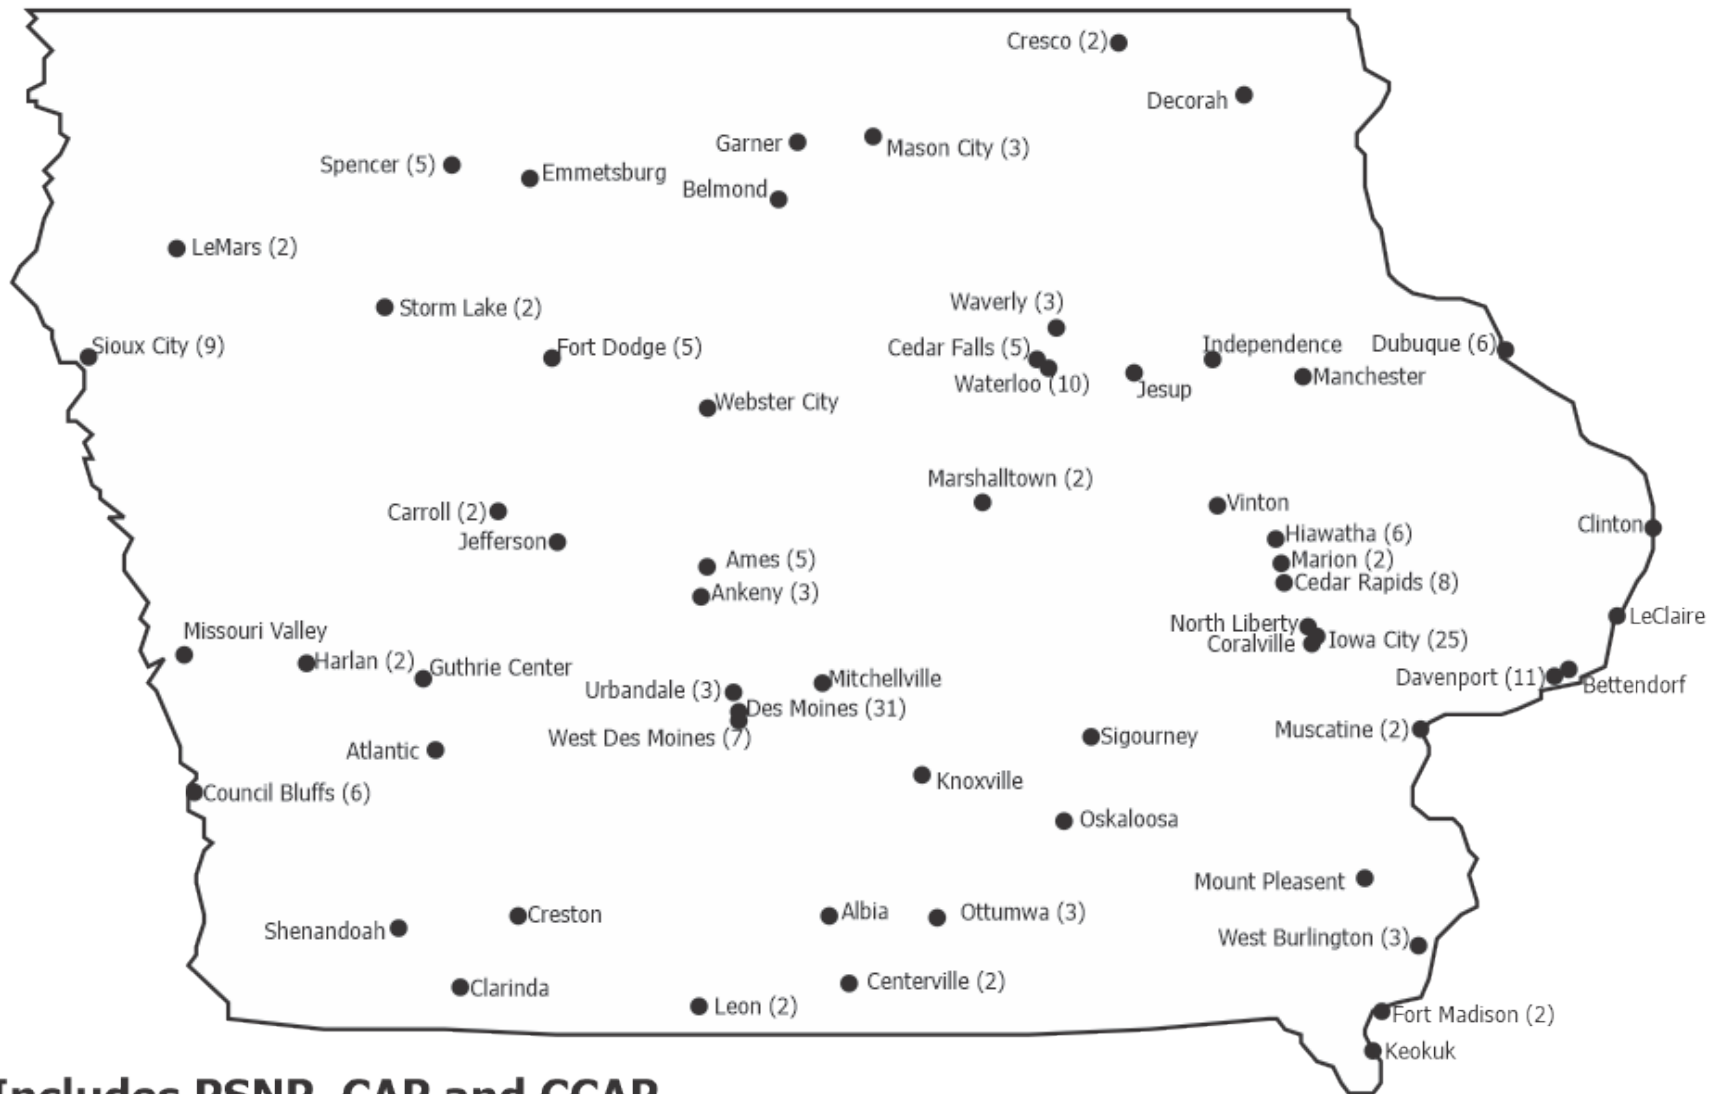 Cresco (2)
Decorah
Garner
Mason City (3)
Spencer (5)
Emmetsburg
Belmond
LeMars (2)
Storm Lake (2)
Waverly (3)
Sioux City (9)
Fort Dodge (5)
Cedar Falls (5)
Independence
Dubuque (6)
Waterloo (10)
Jesup
Manchester
Webster City
Marshalltown (2)
Carroll (2)
Vinton
Clinton
Jefferson
Hiawatha (6)
Ames (5)
Marion (2)
Cedar Rapids (8)
Ankeny (3)
LeClaire
North Liberty
Missouri Valley
Iowa City (25)
Coralville
Harlan (2)
Guthrie Center
Mitchellville
Davenport (11)
Bettendorf
Urbandale (3)
Des Moines (31)
West Des Moines (7)
Muscatine (2)
Sigourney
Atlantic
Knoxville
Council Bluffs (6)
Oskaloosa
Mount Pleasent
Creston
Albia
Ottumwa (3)
Shenandoah
West Burlington (3)
Centerville (2)
Clarinda
Leon (2)
Fort Madison (2)
Keokuk
Includes PSNP, CAP and CCAP